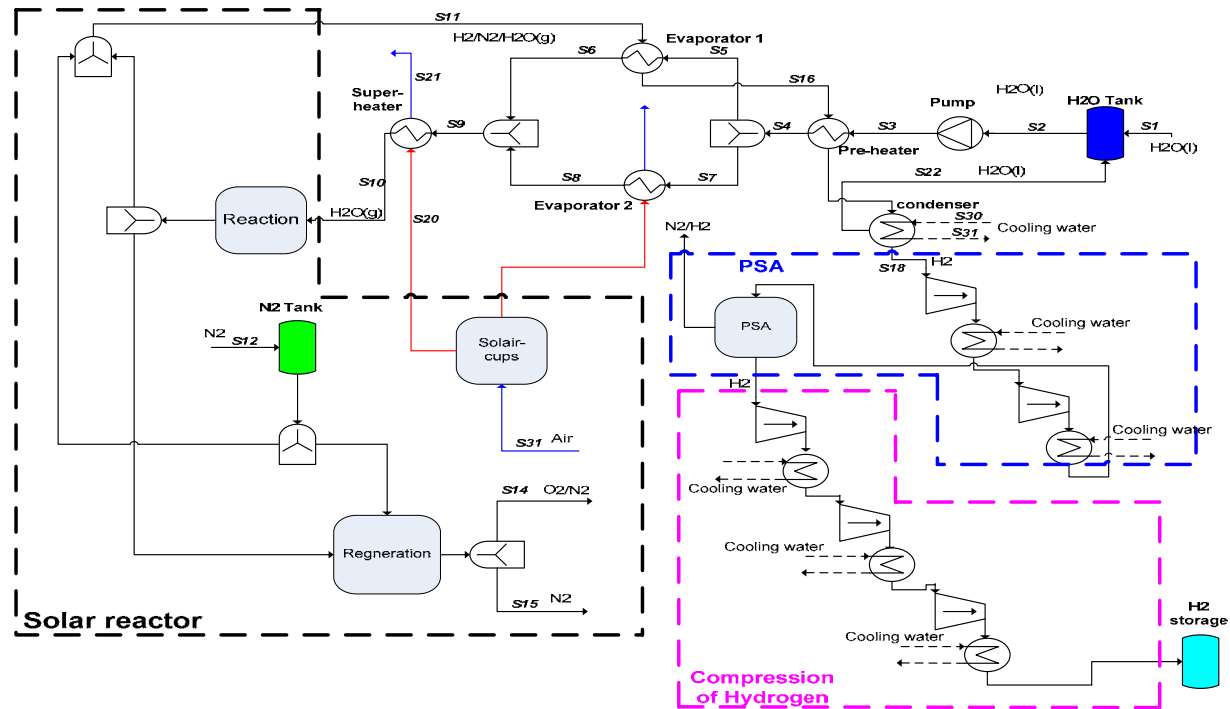 S11
H2/N2/H2O(g)
S6
Evaporator 1
S5
S16
S21
Super-
heater
S9
S4
Pump
H2O(l)
H2O Tank
S3
S2
S1
H2O(l)
Pre-heater
S22
H2O(l)
S10
S20
S8
S7
Evaporator 2
H2O(g)
Reaction
condenser
S30
S31
Cooling water
N2/H2
S18
H2
PSA
N2 Tank
N2
S12
Solair-
cups
PSA
Cooling water
H2
S31
Air
Cooling water
Cooling water
S14
O2/N2
Regneration
Cooling water
S15
N2
Solar reactor
Cooling water
H2
storage
Compression
of Hydrogen